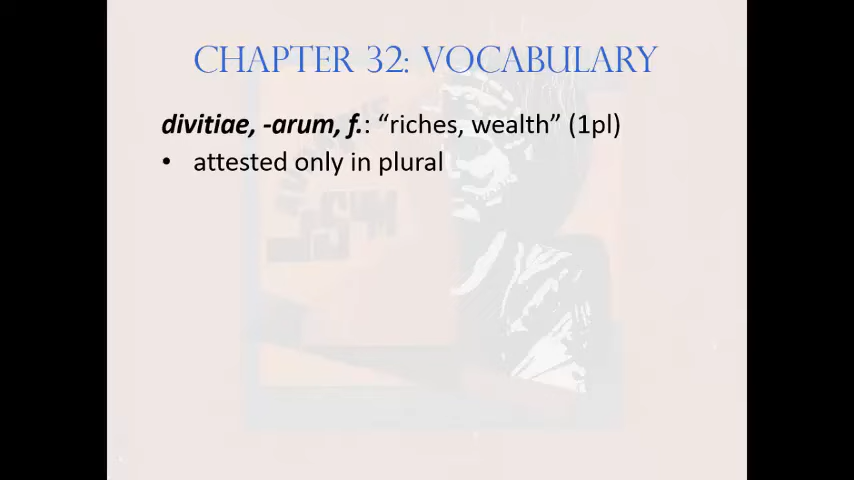 CHAPTER 32: VOCABULARY
divitiae, -arum, f.: “riches, wealth” (1pl)
• attested only in plural